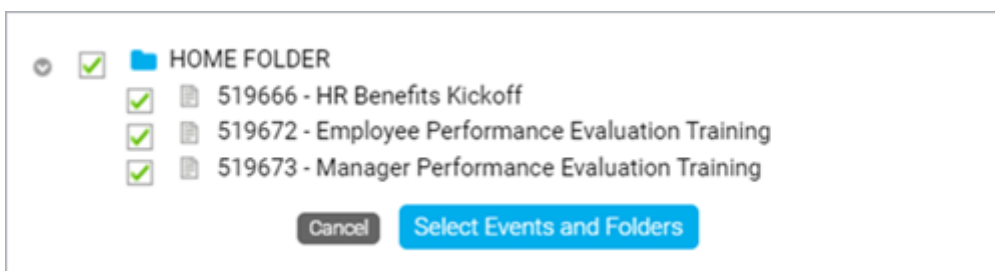 HOME FOLDER
519666 - HR Benefits Kickoff
519672 - Employee Performance Evaluation Training
519673 - Manager Performance Evaluation Training
Cancel Select Events and Folders